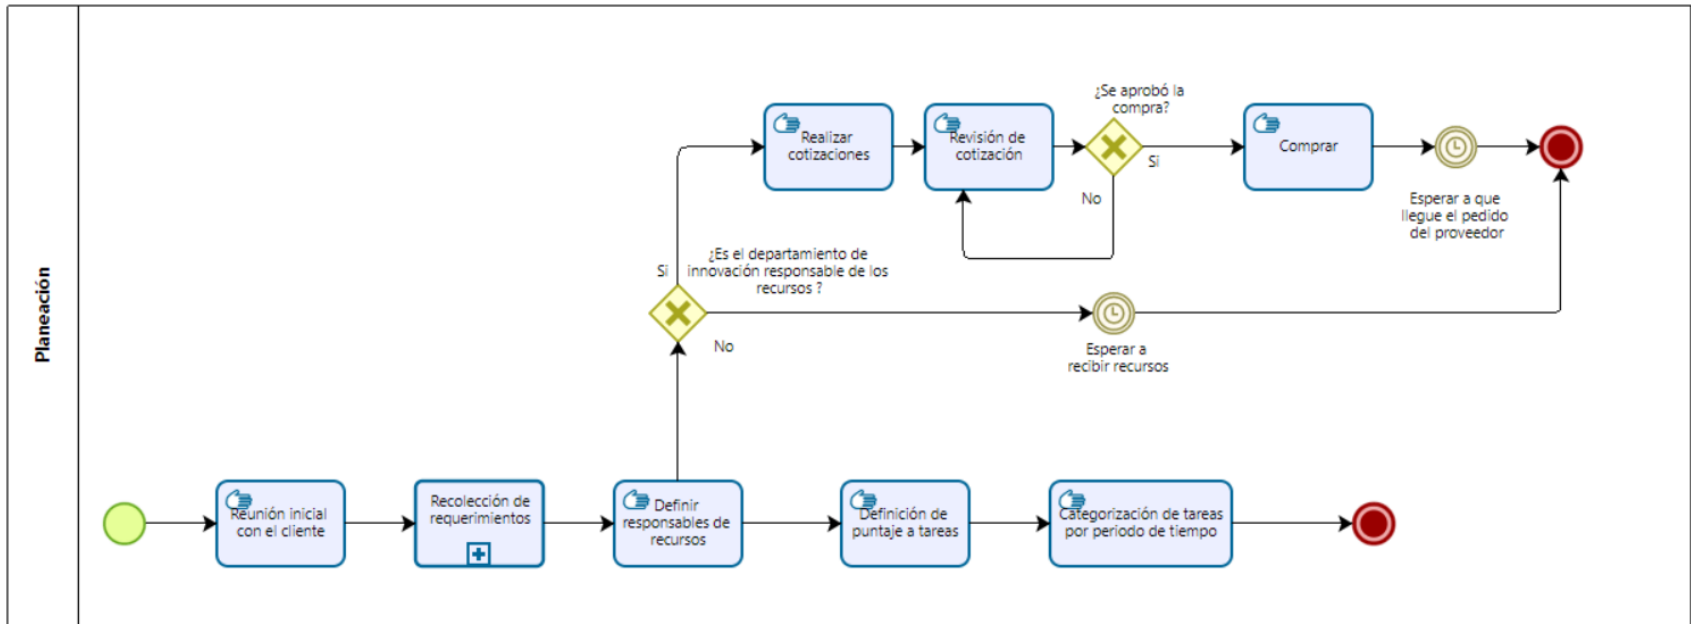 Planeación
¿Se aprobó la
compra?
Realizar
cotizaciones
Revisión de
cotización
Si
Comprar
No
Esperar a que
llegue el pedido
del proveedor
¿Es el departamiento de
innovación responsable de los
recursos ?
Si
No
Esperar a
recibir recursos
Reunión inicial
con el cliente
Recolección de
requerimientos
Definir
responsables de
recursos
Definición de
puntaje a tareas
Categorización de tareas
por periodo de tiempo